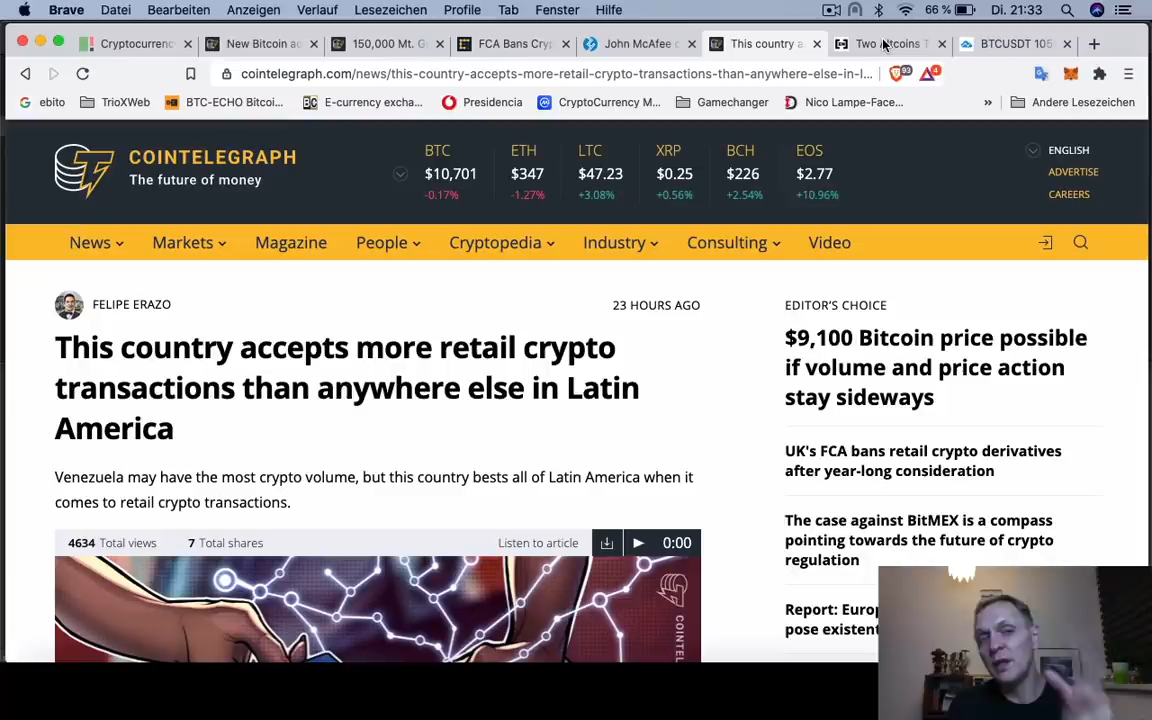 Brave Datei Bearbeiten Anzeigen Verlauf Lesezeichen Profile Tab Fenster Hilfe 66 % Di. 21:33
Cryptocurrenc New Bitcoin ad 150,000 Mt. G FCA Bans Cryp John McAfee c This country a Two Altcoins T BTCUSDT 105
cointelegraph.com/news/this-country-accepts-more-retail-crypto-transactions-than-anywhere-else-in-l... 99 4
ebito TrioXWeb BTC-ECHO Bitcoi... E-currency excha... Presidencia CryptoCurrency M... Gamechanger Nico Lampe-Face... » Andere Lesezeichen
COINTELEGRAPH
The future of money
BTC ETH LTC XRP BCH EOS
$10,701 $347 $47.23 $0.25 $226 $2.77
-0.17% -1.27% +3.08% +0.56% +2.54% +10.96%
ENGLISH
ADVERTISE
CAREERS
News Markets Magazine People Cryptopedia Industry Consulting Video
FELIPE ERAZO 23 HOURS AGO
This country accepts more retail crypto
transactions than anywhere else in Latin
America
Venezuela may have the most crypto volume, but this country bests all of Latin America when it
comes to retail crypto transactions.
4634 Total views 7 Total shares Listen to article 0:00
COINTELE
EDITOR'S CHOICE
$9,100 Bitcoin price possible
if volume and price action
stay sideways
UK's FCA bans retail crypto derivatives
after year-long consideration
The case against BitMEX is a compass
pointing towards the future of crypto
regulation
Report: Europ
pose existent